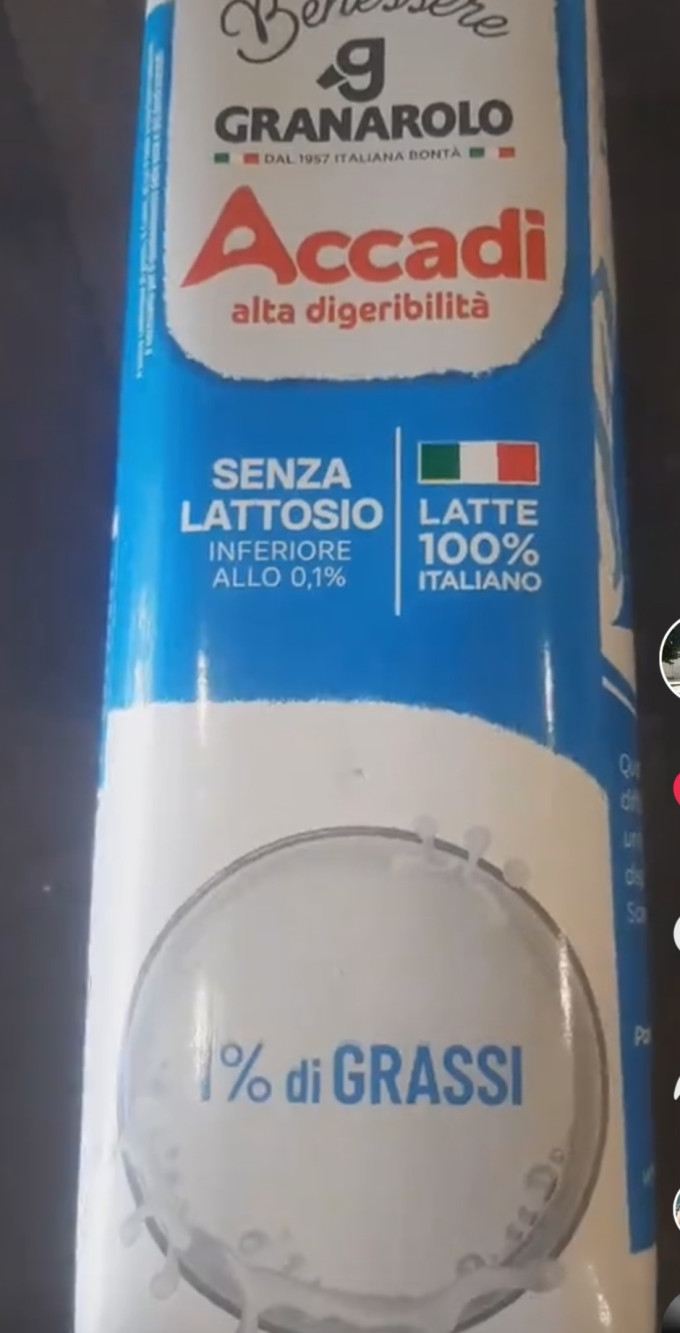 Benessere
g
GRANAROLO
DAL 1957 ITALIANA BONTÀ
Accadì
alta digeribilità
SENZA
LATTOSIO
INFERIORE
ALLO 0,1%
LATTE
100%
ITALIANO
1% di GRASSI